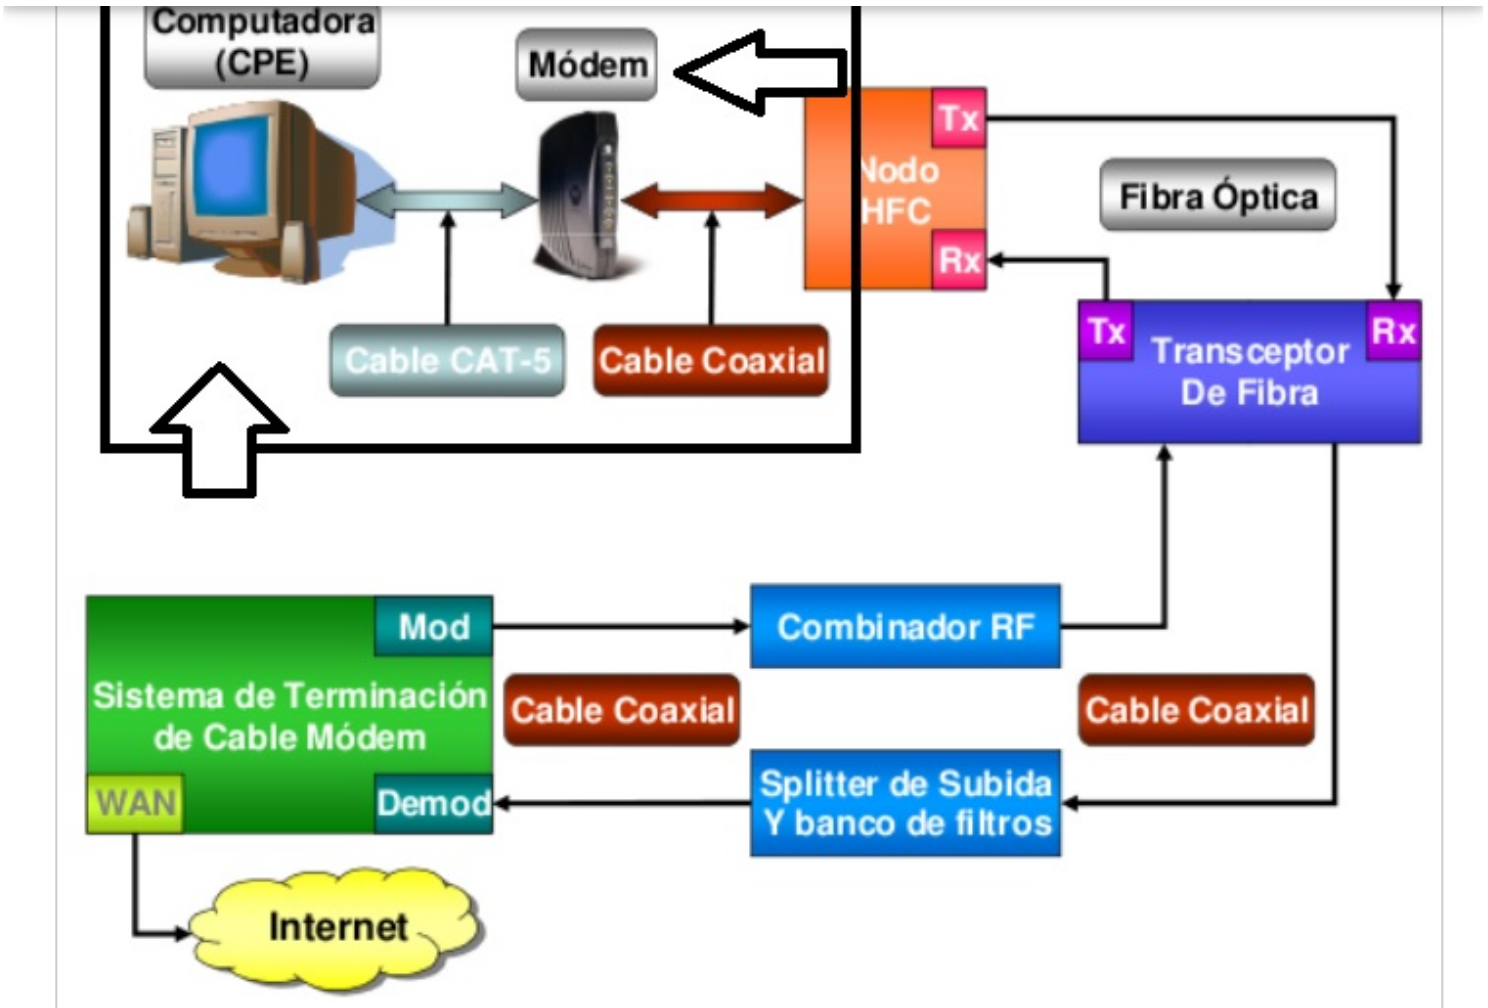 Computadora
(CPE)
Módem
Tx
Nodo
HFC
Rx
Fibra Óptica
Cable CAT-5
Cable Coaxial
Tx
Rx
Transceptor
De Fibra
Mod
Combinador RF
Sistema de Terminación
de Cable Módem
Cable Coaxial
Cable Coaxial
WAN
Demod
Splitter de Subida
Y banco de filtros
Internet